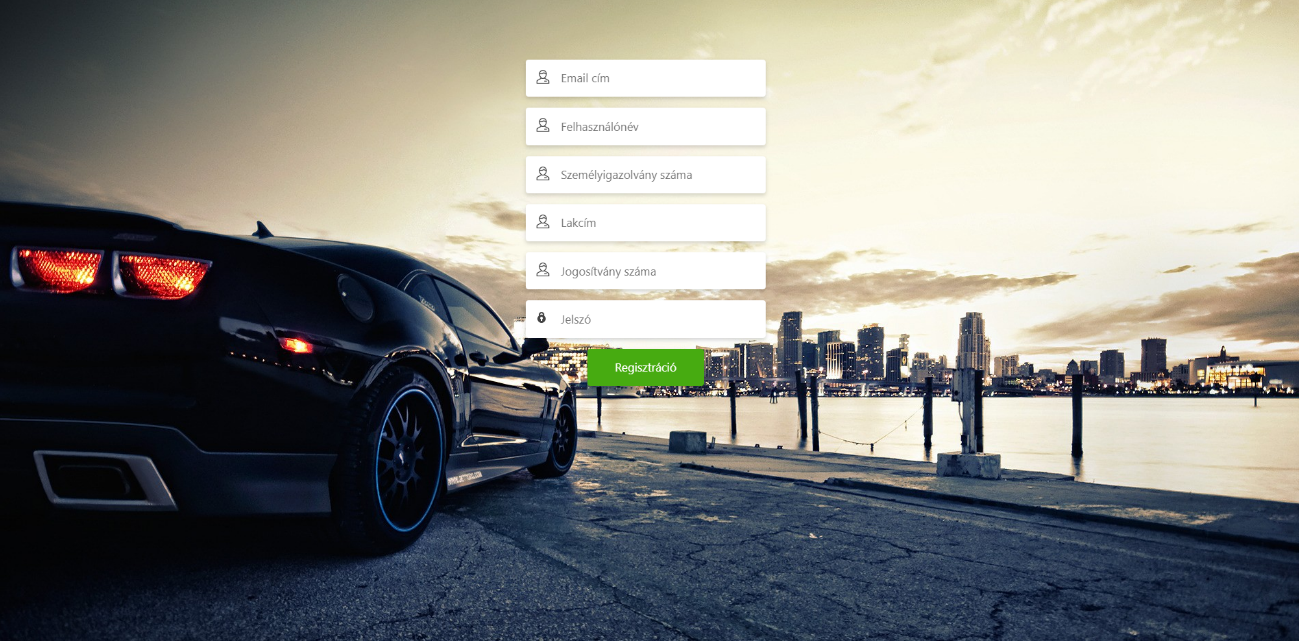 Email cím
Felhasználónév
Személyigazolvány száma
Lakcím
Jogosítvány száma
Jelszó
Regisztráció